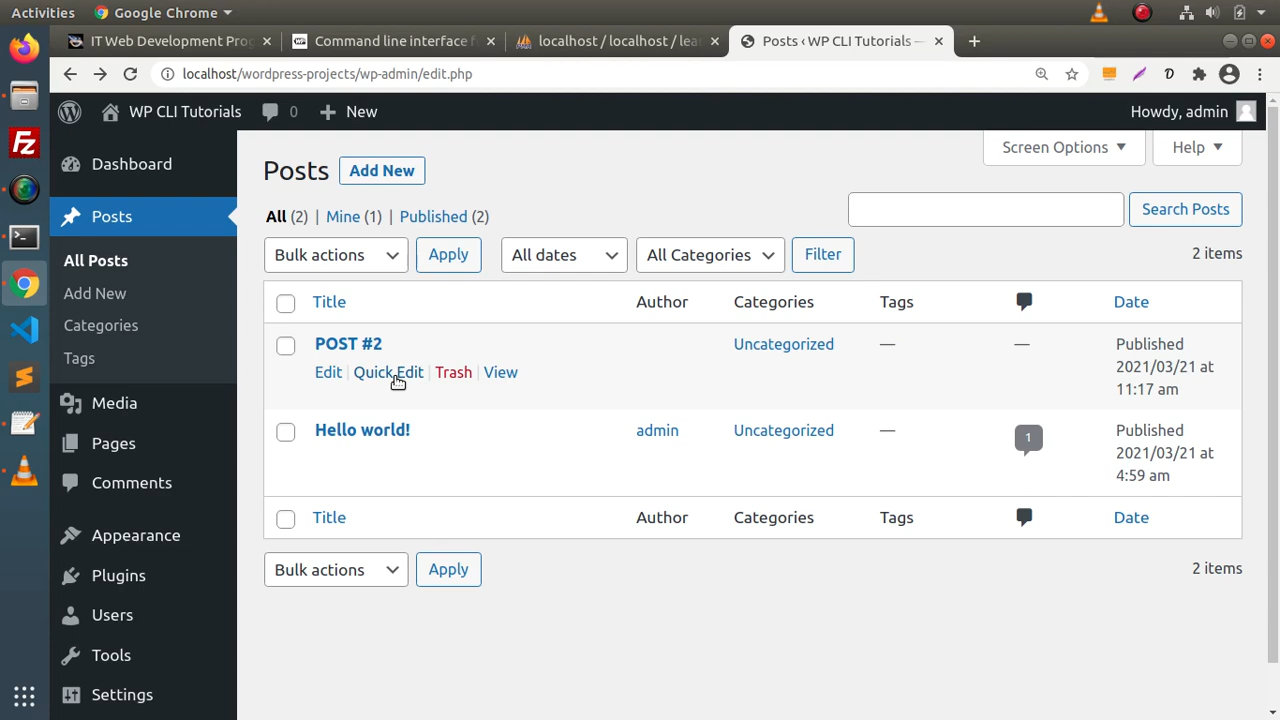 Activities Google Chrome
IT Web Development Pro
Command line interface f
localhost / localhost / lea
Posts ‹ WP CLI Tutorials —
localhost/wordpress-projects/wp-admin/edit.php
WP CLI Tutorials 0 New Howdy, admin
Dashboard
Posts
All Posts
Add New
Categories
Tags
Media
Pages
Comments
Appearance
Plugins
Users
Tools
Settings
Screen Options Help
Posts Add New
All (2) | Mine (1) | Published (2)
Search Posts
Bulk actions Apply All dates All Categories Filter 2 items
Title Author Categories Tags Date
POST #2 Uncategorized — — Published
2021/03/21 at
11:17 am
Edit | Quick Edit | Trash | View
Hello world! admin Uncategorized — 1 Published
2021/03/21 at
4:59 am
Title Author Categories Tags Date
Bulk actions Apply 2 items